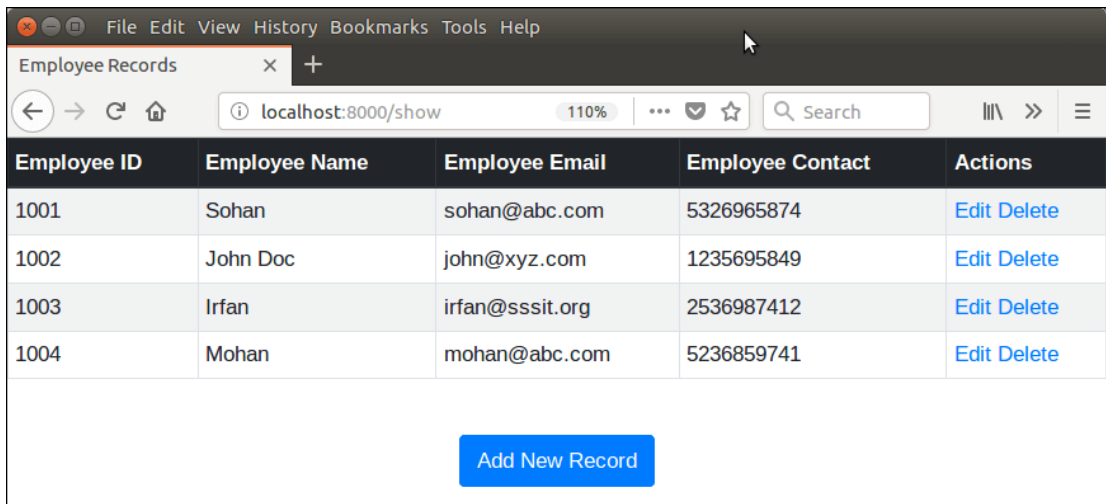 File Edit View History Bookmarks Tools Help
Employee Records
localhost:8000/show 110% Search
Employee ID Employee Name Employee Email Employee Contact Actions
1001 Sohan sohan@abc.com 5326965874 Edit Delete
1002 John Doc john@xyz.com 1235695849 Edit Delete
1003 Irfan irfan@sssit.org 2536987412 Edit Delete
1004 Mohan mohan@abc.com 5236859741 Edit Delete
Add New Record